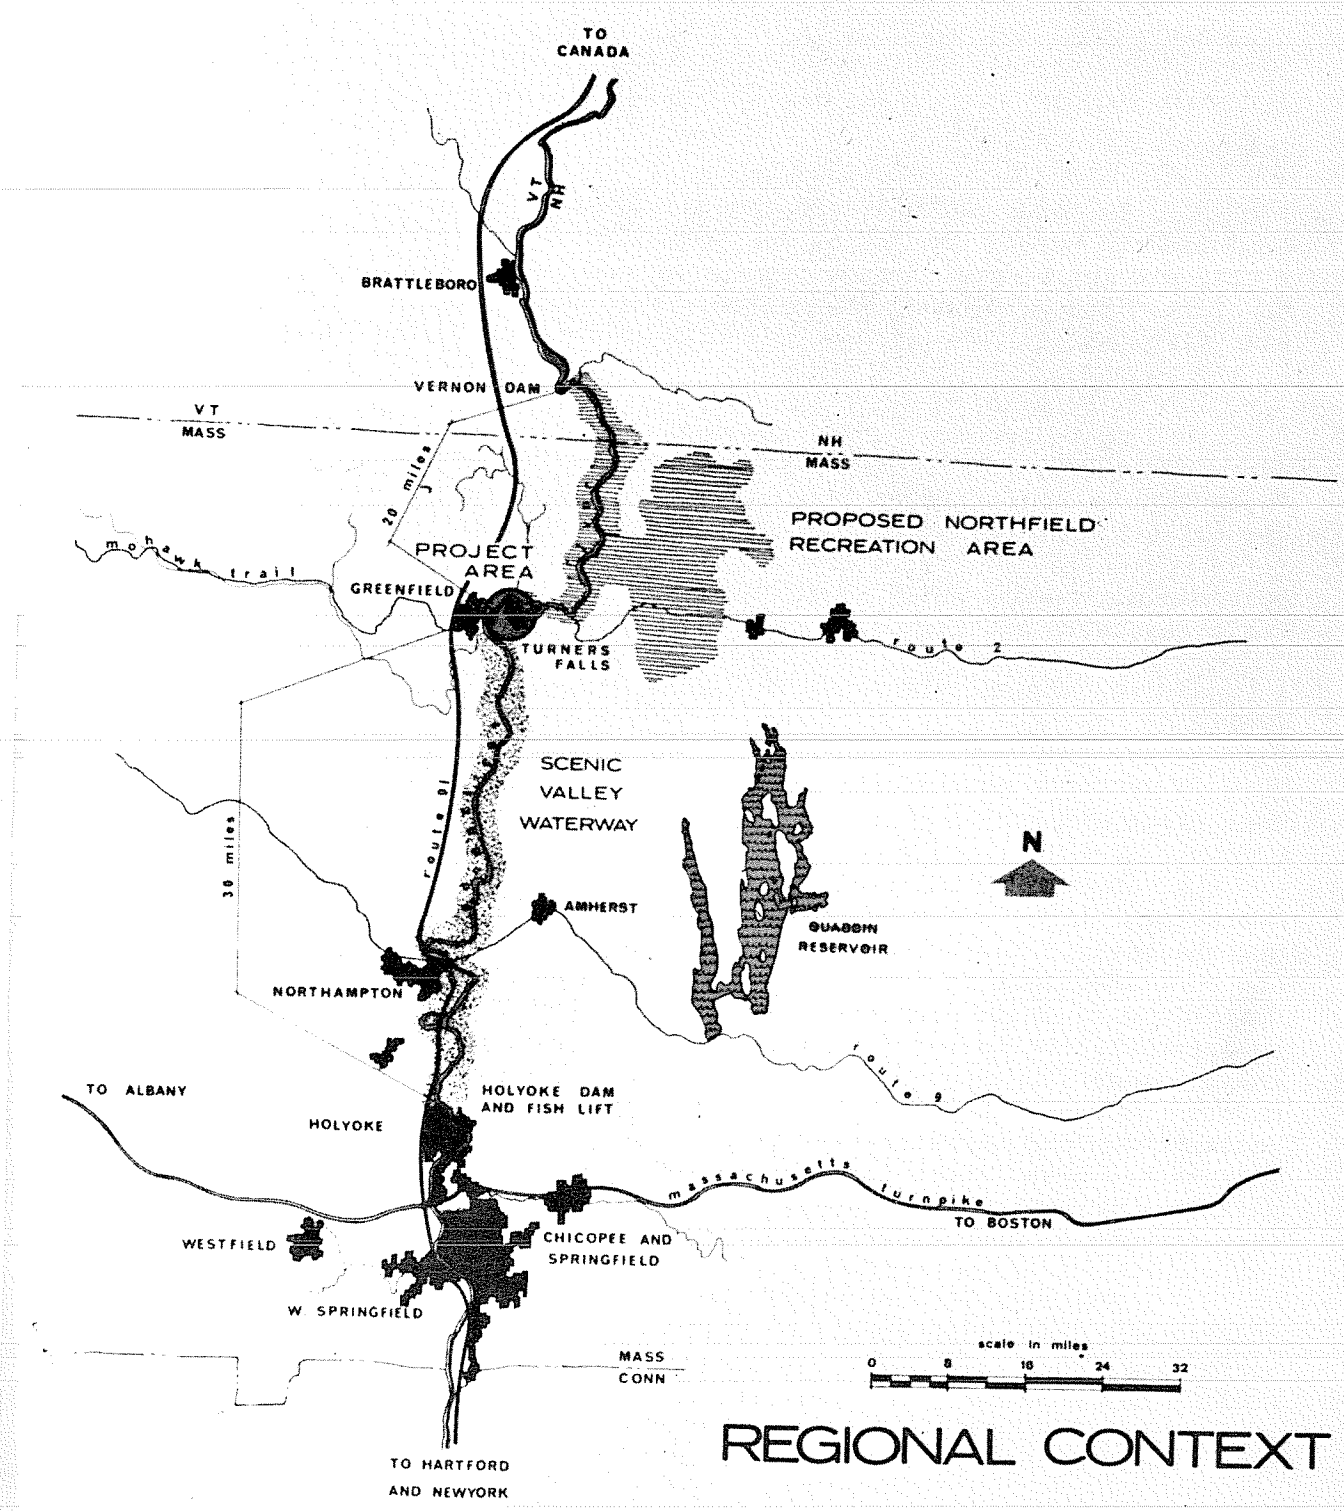 TO
CANADA
VT
NH
BRATTLEBORO
VERNON DAM
VT
MASS
NH
MASS
20 miles
PROPOSED NORTHFIELD
RECREATION AREA
mohawk trail
PROJECT
AREA
GREENFIELD
TURNERS
FALLS
route 2
SCENIC
VALLEY
WATERWAY
route 91
30 miles
N
AMHERST
QUABBIN
RESERVOIR
NORTHAMPTON
route 9
TO ALBANY
HOLYOKE DAM
AND FISH LIFT
HOLYOKE
massachusetts turnpike
TO BOSTON
WESTFIELD
CHICOPEE AND
SPRINGFIELD
W. SPRINGFIELD
MASS
CONN
scale in miles
0 8 16 24 32
REGIONAL CONTEXT
TO HARTFORD
AND NEWYORK